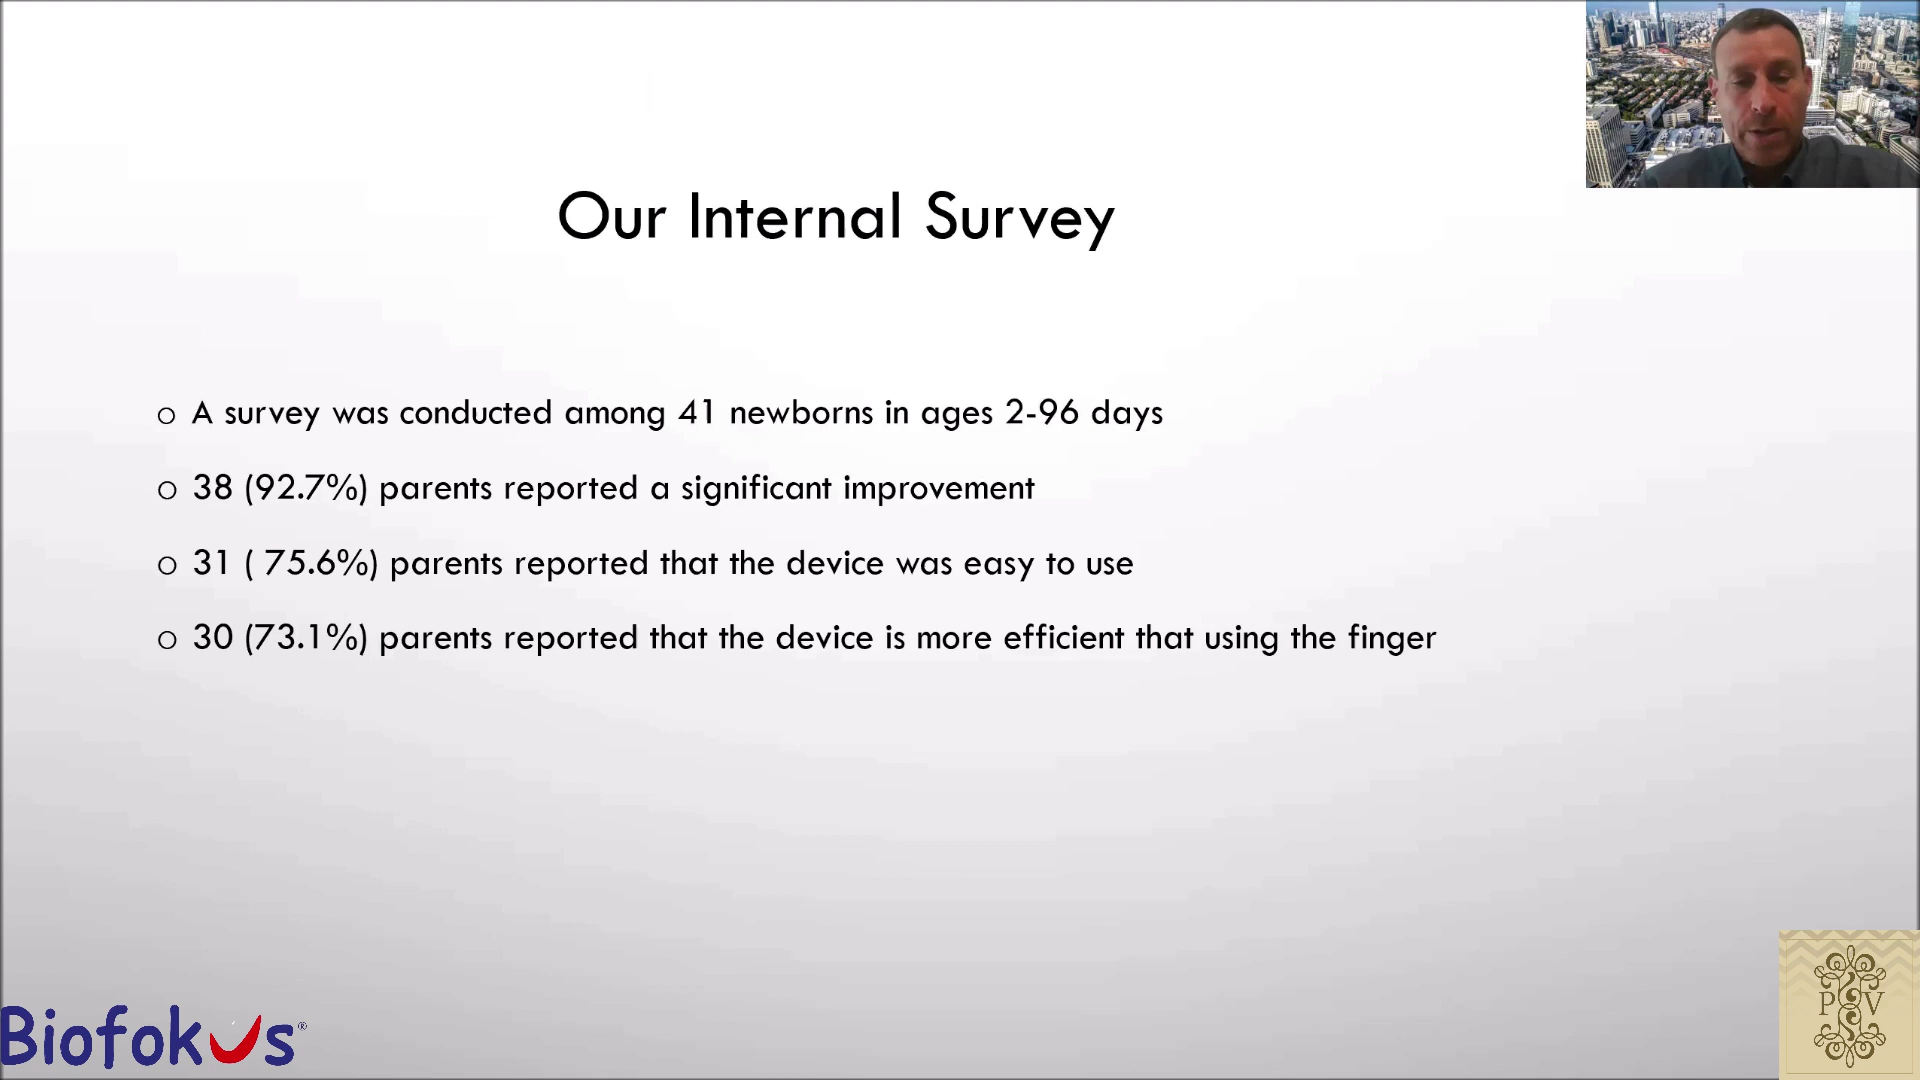 Our Internal Survey
o A survey was conducted among 41 newborns in ages 2-96 days
o 38 (92.7%) parents reported a significant improvement
o 31 ( 75.6%) parents reported that the device was easy to use
o 30 (73.1%) parents reported that the device is more efficient that using the finger
Biofokus®
P S V